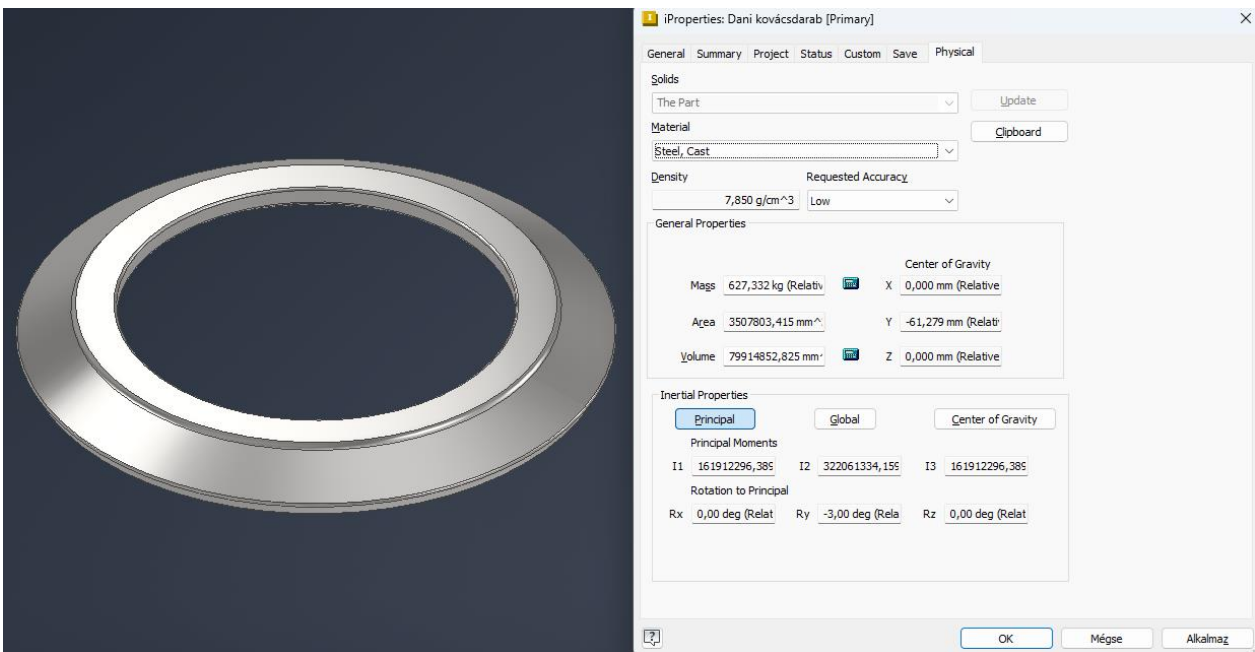 iProperties: Dani kovácsdarab [Primary]
General Summary Project Status Custom Save Physical
Solids
The Part
Update
Material
Clipboard
Steel, Cast
Density
Requested Accuracy
7,850 g/cm^3
Low
General Properties
Center of Gravity
Mass 627,332 kg (Relativ
X 0,000 mm (Relative
Area 3507803,415 mm^
Y -61,279 mm (Relati
Volume 79914852,825 mm
Z 0,000 mm (Relative
Inertial Properties
Principal
Global
Center of Gravity
Principal Moments
I1 161912296,389
I2 322061334,159
I3 161912296,389
Rotation to Principal
Rx 0,00 deg (Relat
Ry -3,00 deg (Rela
Rz 0,00 deg (Relat
?
OK
Mégse
Alkalmaz